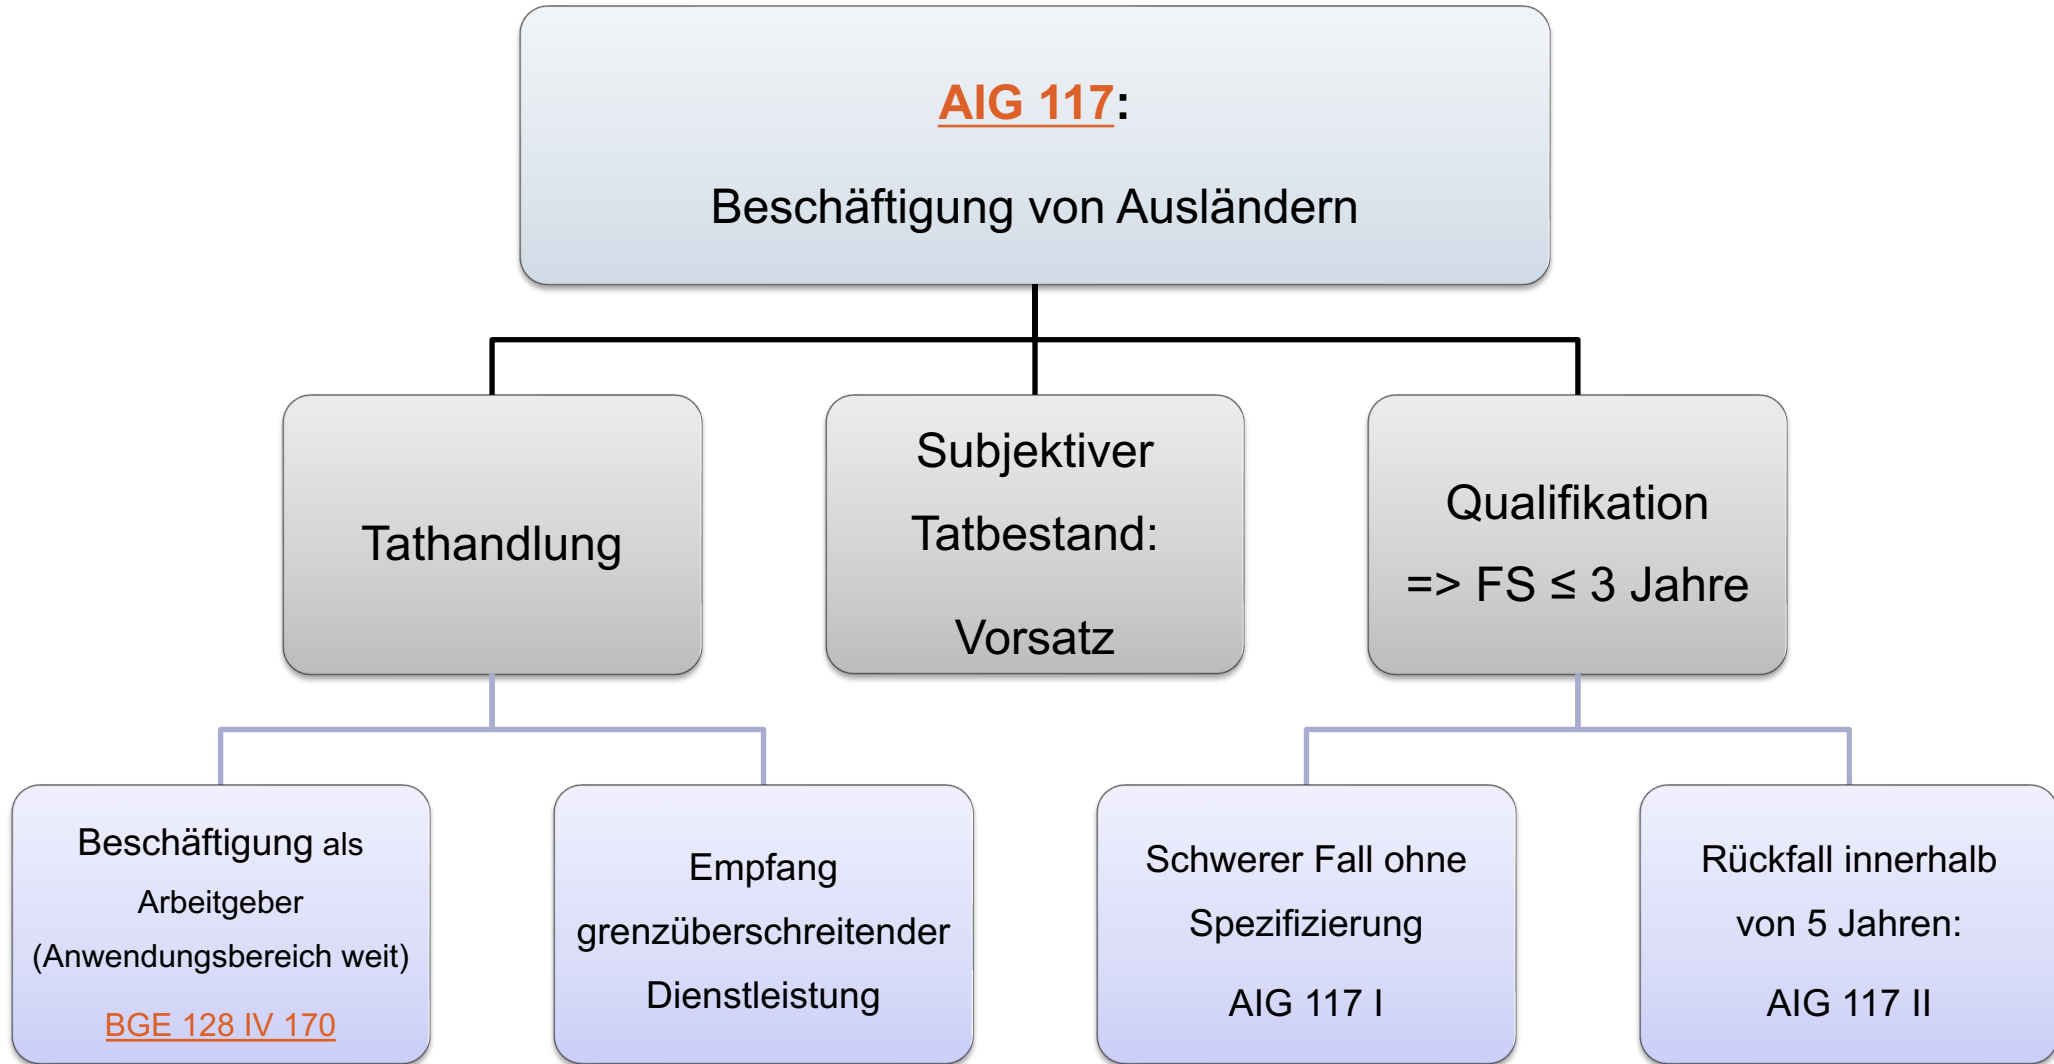 AIG 117:
Beschäftigung von Ausländern
Tathandlung
Subjektiver
Tatbestand:
Vorsatz
Qualifikation
=> FS ≤ 3 Jahre
Beschäftigung als
Arbeitgeber
(Anwendungsbereich weit)
BGE 128 IV 170
Empfang
grenzüberschreitender
Dienstleistung
Schwerer Fall ohne
Spezifizierung
AIG 117 I
Rückfall innerhalb
von 5 Jahren:
AIG 117 II